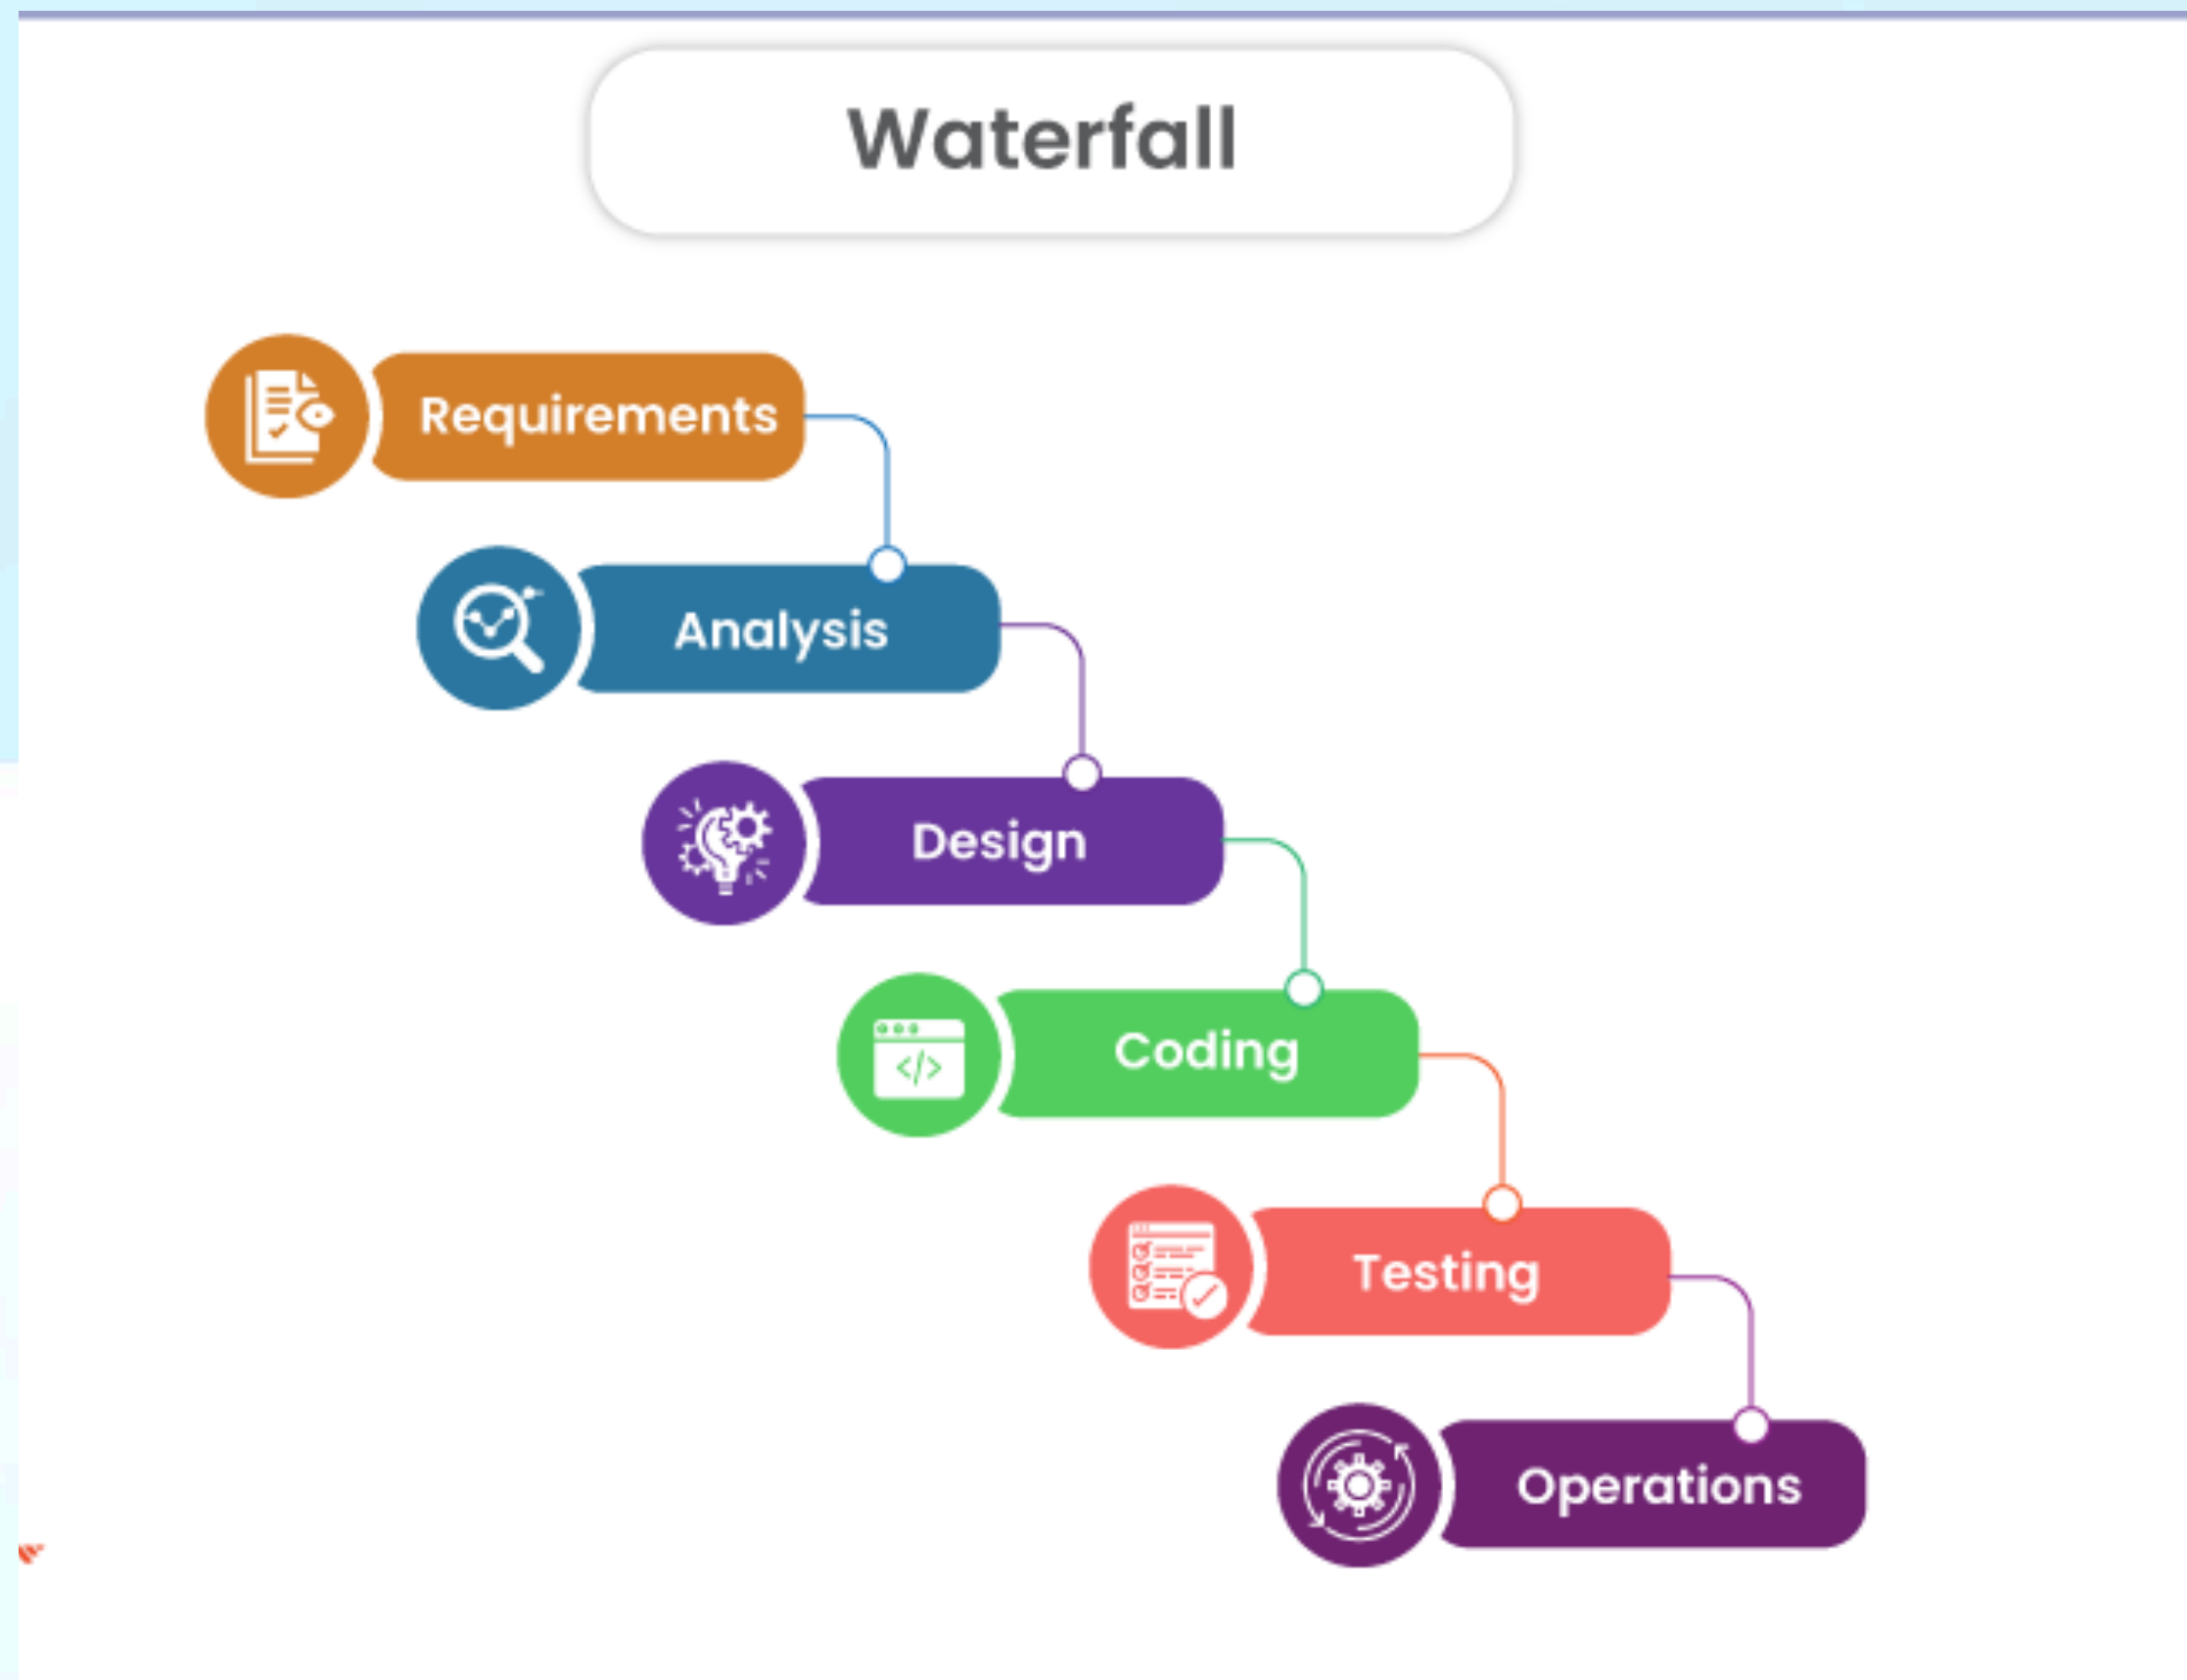 Waterfall
Requirements
Analysis
Design
</>
Coding
Testing
Operations